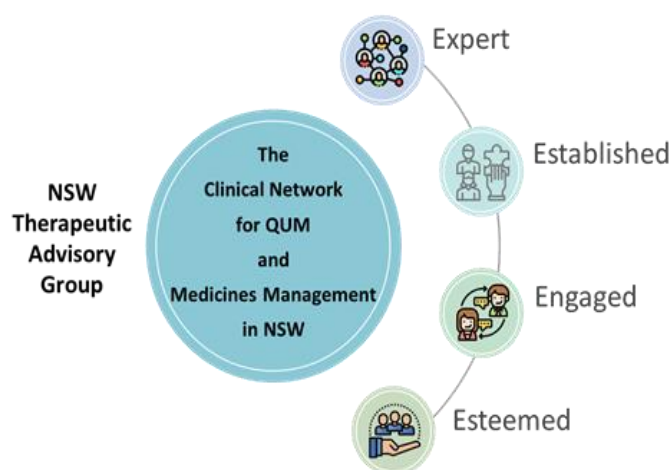 NSW
Therapeutic
Advisory
Group
The
Clinical Network
for QUM
and
Medicines Management
in NSW
Expert
Established
Engaged
Esteemed